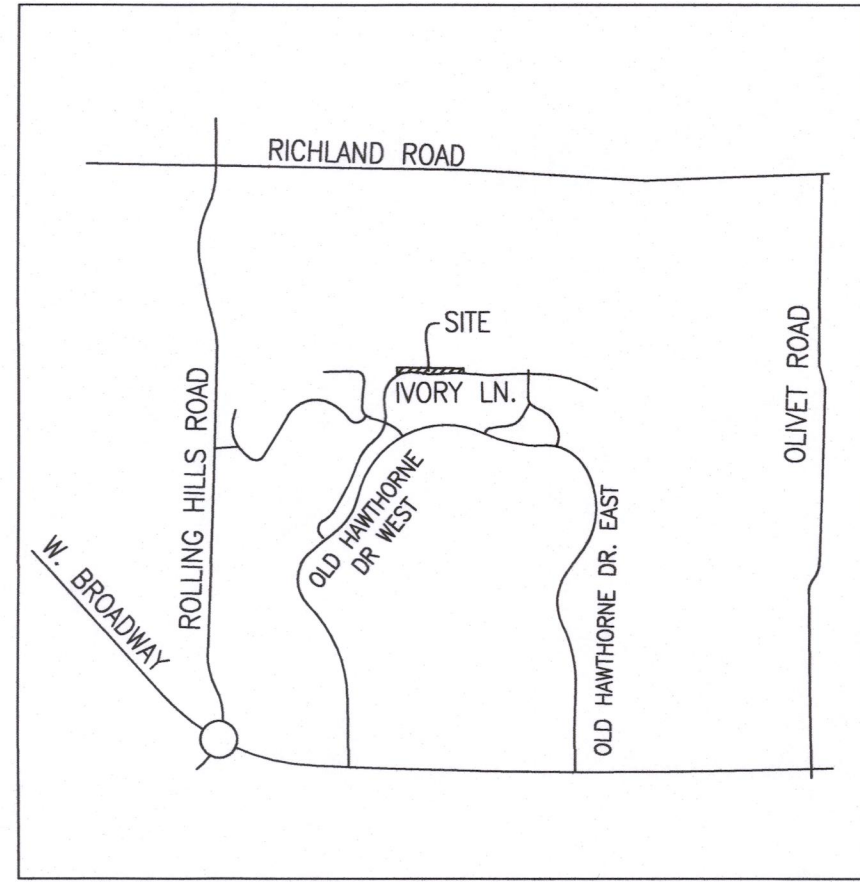 RICHLAND ROAD
SITE
IVORY LN.
ROLLING HILLS ROAD
OLIVET ROAD
OLD HAWTHORNE
DR WEST
OLD HAWTHORNE DR. EAST
W. BROADWAY